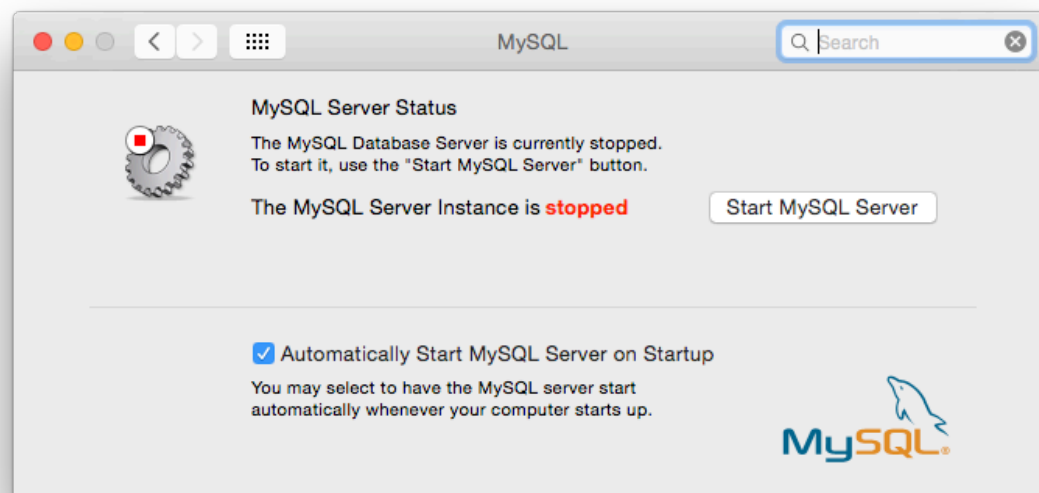 MySQL
Search
MySQL Server Status
The MySQL Database Server is currently stopped.
To start it, use the "Start MySQL Server" button.
The MySQL Server Instance is stopped
Start MySQL Server
Automatically Start MySQL Server on Startup
You may select to have the MySQL server start
automatically whenever your computer starts up.
MySQL®